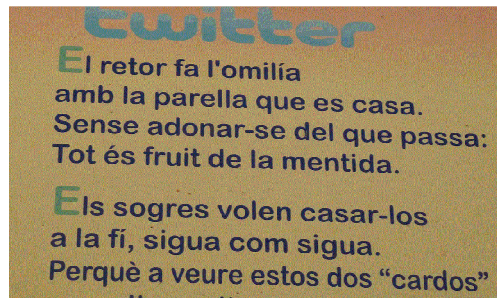 twitter
El retor fa l'omilía
amb la parella que es casa.
Sense adonar-se del que passa:
Tot és fruit de la mentida.
Els sogres volen casar-los
a la fí, sigua com sigua.
Perquè a veure estos dos “cardos”